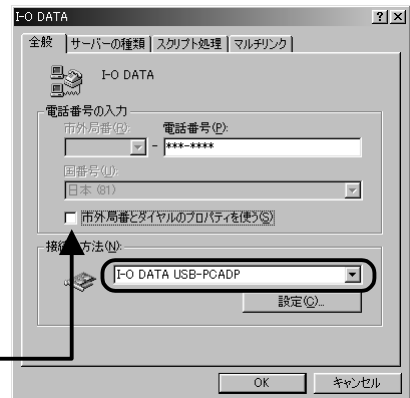 I-O DATA
全般 サーバーの種類 スクリプト処理 マルチリンク
I-O DATA
電話番号の入力
市外局番(R): 電話番号(P):
- ***-****
国番号(U):
日本 (81)
市外局番とダイヤルのプロパティを使う(S)
方法(N):
I-O DATA USB-PCADP
設定(C)...
OK キャンセル